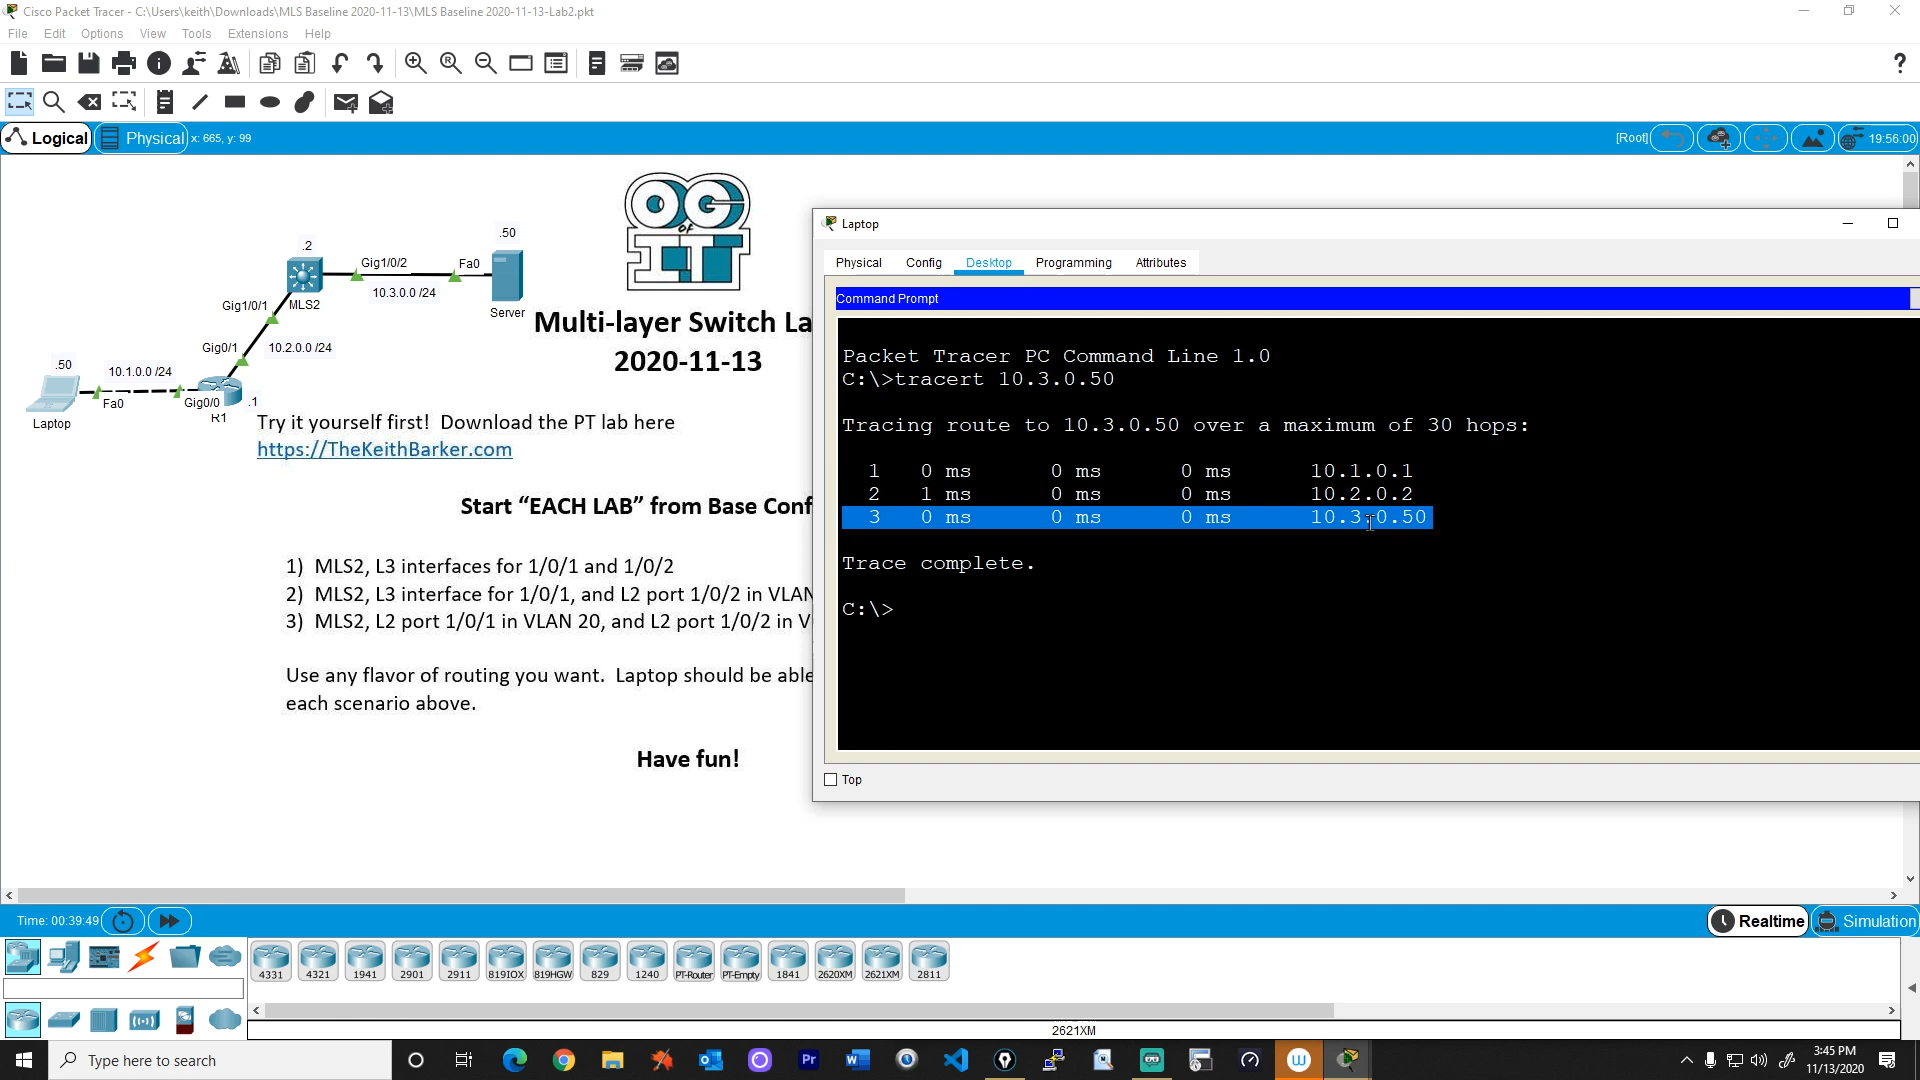 Cisco Packet Tracer - C:\Users\keith\Downloads\MLS Baseline 2020-11-13\MLS Baseline 2020-11-13-Lab2.pkt
File Edit Options View Tools Extensions Help
Logical Physical x: 665, y: 99 [Root] 19:56:00
OG
OF
IT
.50
.2
Gig1/0/2 Fa0
10.3.0.0 /24
Gig1/0/1 MLS2
Server
Multi-layer Switch La
Gig0/1 10.2.0.0 /24
2020-11-13
.50
10.1.0.0 /24
Fa0 Gig0/0 .1
Laptop R1
Try it yourself first! Download the PT lab here
https://TheKeithBarker.com
Start “EACH LAB” from Base Conf
1) MLS2, L3 interfaces for 1/0/1 and 1/0/2
2) MLS2, L3 interface for 1/0/1, and L2 port 1/0/2 in VLAN
3) MLS2, L2 port 1/0/1 in VLAN 20, and L2 port 1/0/2 in V
Use any flavor of routing you want. Laptop should be able
each scenario above.
Have fun!
Laptop
Physical Config Desktop Programming Attributes
Command Prompt
Packet Tracer PC Command Line 1.0
C:\>tracert 10.3.0.50
Tracing route to 10.3.0.50 over a maximum of 30 hops:
1 0 ms 0 ms 0 ms 10.1.0.1
2 1 ms 0 ms 0 ms 10.2.0.2
3 0 ms 0 ms 0 ms 10.3.0.50
Trace complete.
C:\>
Top
Time: 00:39:49 Realtime Simulation
4331 4321 1941 2901 2911 819IOX 819HGW 829 1240 PT-Router PT-Empty 1841 2620XM 2621XM 2811
2621XM
Type here to search
Pr
3:45 PM
11/13/2020